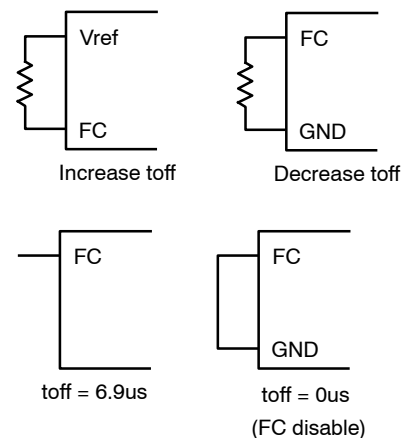 Vref
FC
Increase toff
FC
GND
Decrease toff
FC
toff = 6.9us
FC
GND
toff = 0us
(FC disable)